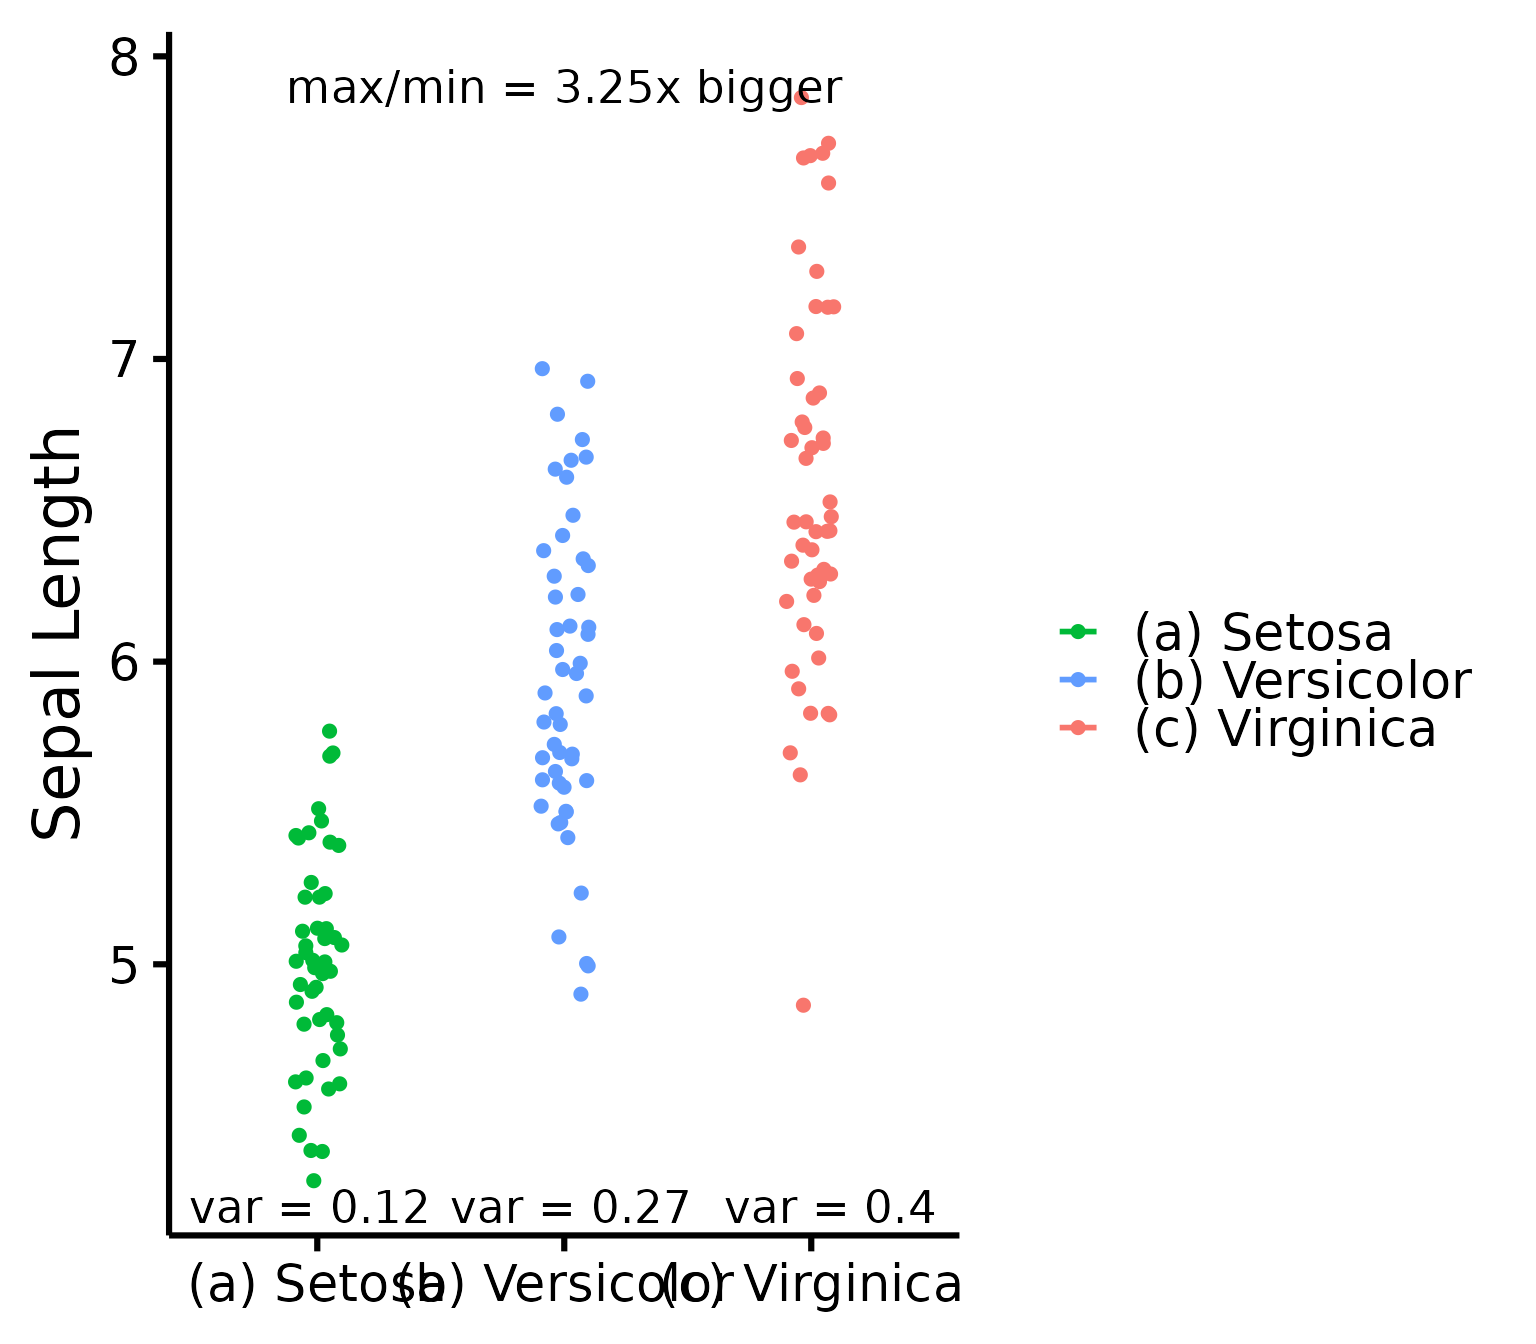 max/min = 3.25x bigger
8
7
6
5
Sepal Length
var = 0.12
var = 0.27
var = 0.4
(a) Setosa
(b) Versicolor
(c) Virginica
(a) Setosa
(b) Versicolor
(c) Virginica